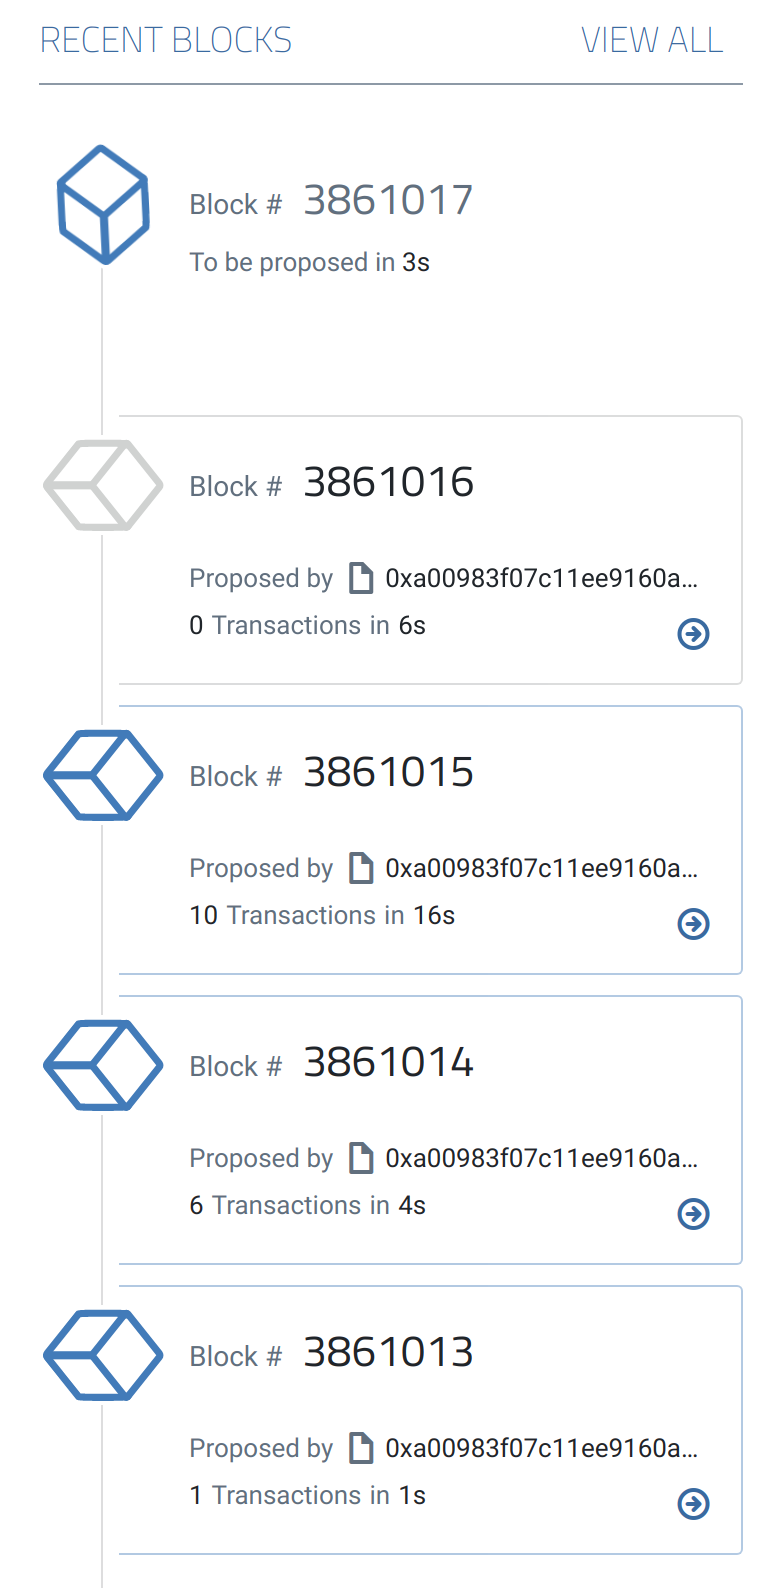 RECENT BLOCKS VIEW ALL
Block # 3861017
To be proposed in 3s
Block # 3861016
Proposed by 0xa00983f07c11ee9160a...
0 Transactions in 6s
Block # 3861015
Proposed by 0xa00983f07c11ee9160a...
10 Transactions in 16s
Block # 3861014
Proposed by 0xa00983f07c11ee9160a...
6 Transactions in 4s
Block # 3861013
Proposed by 0xa00983f07c11ee9160a...
1 Transactions in 1s